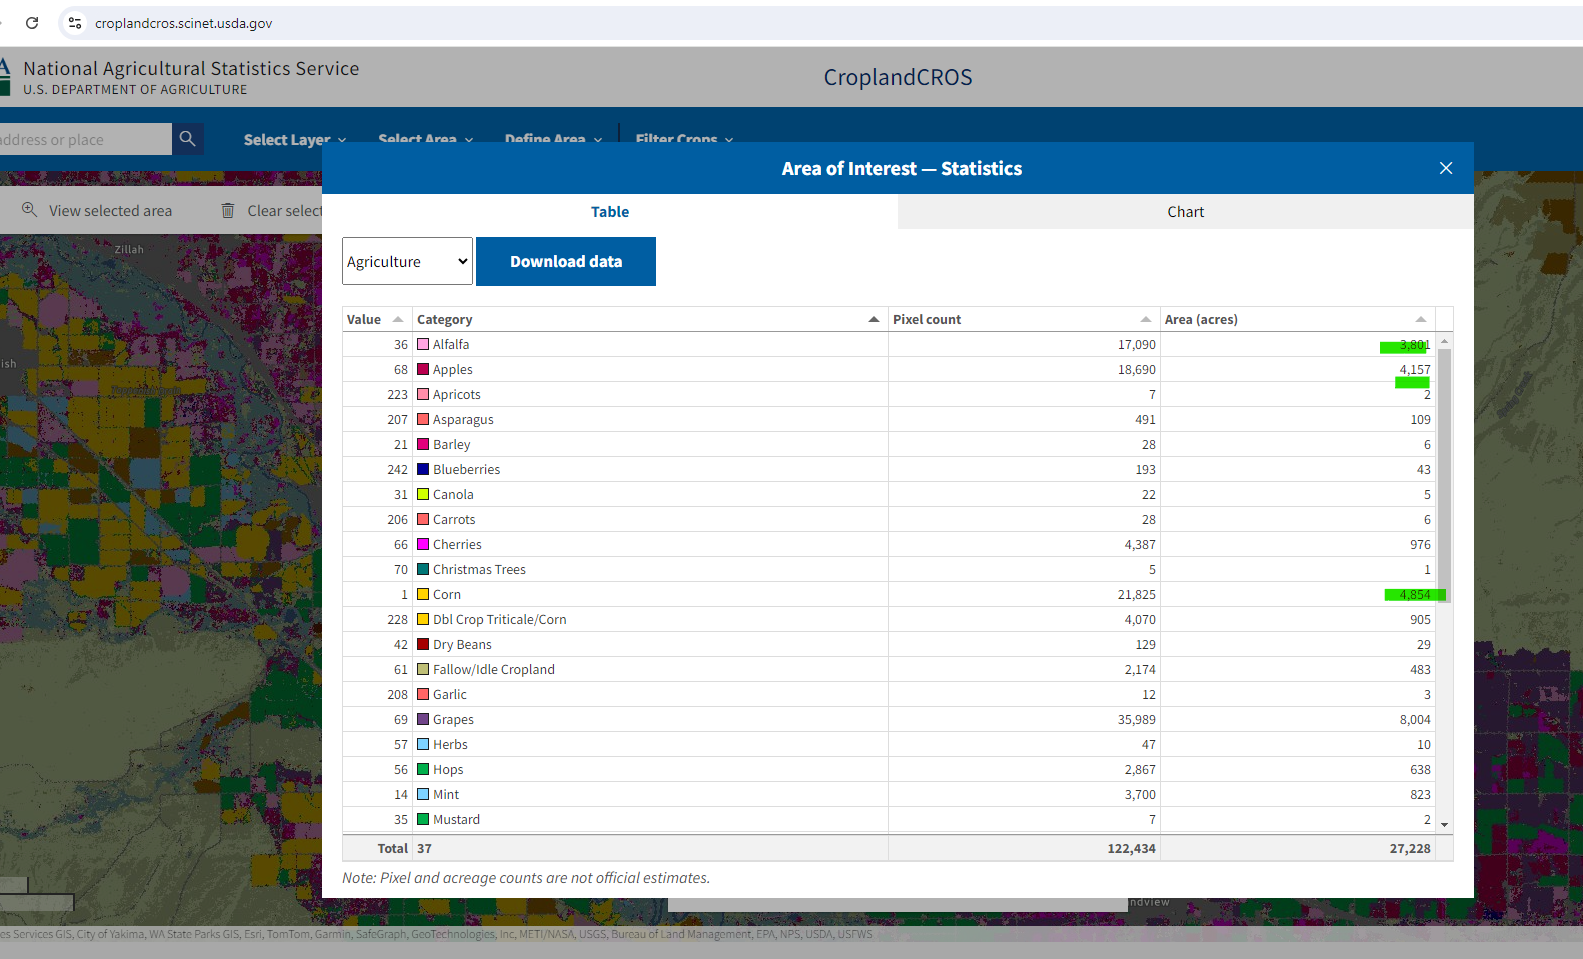 croplandcros.scinet.usda.gov
National Agricultural Statistics Service
U.S. DEPARTMENT OF AGRICULTURE
CroplandCROS
address or place
Select Layer
Select Area
Define Area
Filter Crops
Area of Interest — Statistics
View selected area
Clear select
Table
Chart
Agriculture
Download data
Zillah
Value Category Pixel count Area (acres)
36 Alfalfa 17,090 3,801
68 Apples 18,690 4,157
223 Apricots 7 2
207 Asparagus 491 109
21 Barley 28 6
242 Blueberries 193 43
31 Canola 22 5
206 Carrots 28 6
66 Cherries 4,387 976
70 Christmas Trees 5 1
1 Corn 21,825 4,854
228 Dbl Crop Triticale/Corn 4,070 905
42 Dry Beans 129 29
61 Fallow/Idle Cropland 2,174 483
208 Garlic 12 3
69 Grapes 35,989 8,004
57 Herbs 47 10
56 Hops 2,867 638
14 Mint 3,700 823
35 Mustard 7 2
Total 37 122,434 27,228
Note: Pixel and acreage counts are not official estimates.
ish
ndview
es Services GIS, City of Yakima, WA State Parks GIS, Esri, TomTom, Garmin, SafeGraph, GeoTechnologies, Inc, METI/NASA, USGS, Bureau of Land Management, EPA, NPS, USDA, USFWS